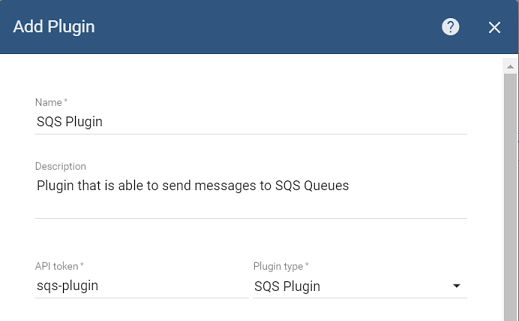 Add Plugin
Name *
SQS Plugin
Description
Plugin that is able to send messages to SQS Queues
API token *
Plugin type *
sqs-plugin
SQS Plugin